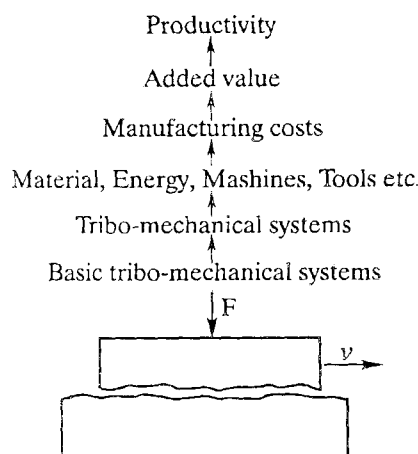 Productivity
Added value
Manufacturing costs
Material, Energy, Mashines, Tools etc.
Tribo-mechanical systems
Basic tribo-mechanical systems
F
v